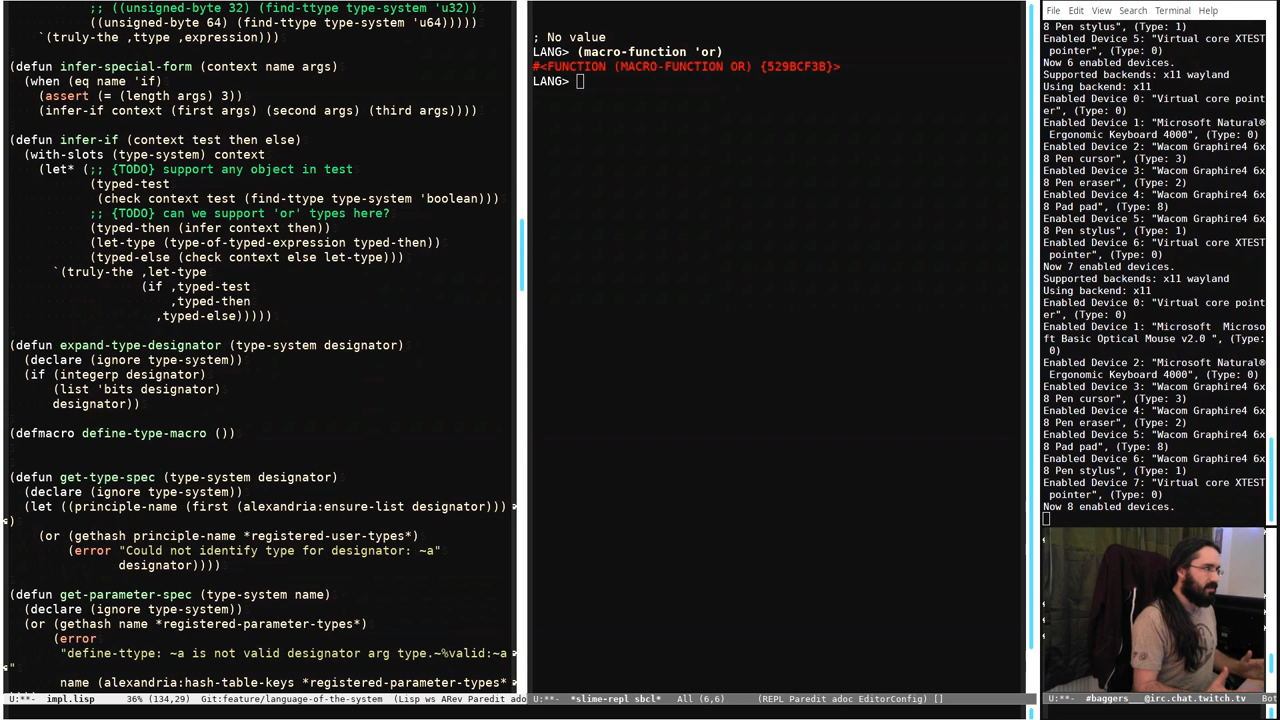 ;; ((unsigned-byte 32) (find-ttype type-system 'u32))
((unsigned-byte 64) (find-ttype type-system 'u64)))))
`(truly-the ,ttype ,expression)))
(defun infer-special-form (context name args)
(when (eq name 'if)
(assert (= (length args) 3))
(infer-if context (first args) (second args) (third args))))
(defun infer-if (context test then else)
(with-slots (type-system) context
(let* (;; {TODO} support any object in test
(typed-test
(check context test (find-ttype type-system 'boolean)))
;; {TODO} can we support 'or' types here?
(typed-then (infer context then))
(let-type (type-of-typed-expression typed-then))
(typed-else (check context else let-type)))
`(truly-the ,let-type
(if ,typed-test
,typed-then
,typed-else)))))
(defun expand-type-designator (type-system designator)
(declare (ignore type-system))
(if (integerp designator)
(list 'bits designator)
designator))
(defmacro define-type-macro ())
(defun get-type-spec (type-system designator)
(declare (ignore type-system))
(let ((principle-name (first (alexandria:ensure-list designator)))
)
(or (gethash principle-name *registered-user-types*)
(error "Could not identify type for designator: ~a"
designator))))
(defun get-parameter-spec (type-system name)
(declare (ignore type-system))
(or (gethash name *registered-parameter-types*)
(error
"define-ttype: ~a is not valid designator arg type.~%valid:~a
"
name (alexandria:hash-table-keys *registered-parameter-types*
U:**- impl.lisp 36% (134,29) Git:feature/language-of-the-system (Lisp ws ARev Paredit ado
; No value
LANG> (macro-function 'or)
#<FUNCTION (MACRO-FUNCTION OR) {529BCF3B}>
LANG>
U:**- *slime-repl sbcl* All (6,6) (REPL Paredit adoc EditorConfig) []
File Edit View Search Terminal Help
8 Pen stylus", (Type: 1)
Enabled Device 5: "Virtual core XTEST
pointer", (Type: 0)
Now 6 enabled devices.
Supported backends: x11 wayland
Using backend: x11
Enabled Device 0: "Virtual core point
er", (Type: 0)
Enabled Device 1: "Microsoft Natural®
Ergonomic Keyboard 4000", (Type: 0)
Enabled Device 2: "Wacom Graphire4 6x
8 Pen cursor", (Type: 3)
Enabled Device 3: "Wacom Graphire4 6x
8 Pen eraser", (Type: 2)
Enabled Device 4: "Wacom Graphire4 6x
8 Pad pad", (Type: 8)
Enabled Device 5: "Wacom Graphire4 6x
8 Pen stylus", (Type: 1)
Enabled Device 6: "Virtual core XTEST
pointer", (Type: 0)
Now 7 enabled devices.
Supported backends: x11 wayland
Using backend: x11
Enabled Device 0: "Virtual core point
er", (Type: 0)
Enabled Device 1: "Microsoft  Microso
ft Basic Optical Mouse v2.0 ", (Type:
0)
Enabled Device 2: "Microsoft Natural®
Ergonomic Keyboard 4000", (Type: 0)
Enabled Device 3: "Wacom Graphire4 6x
8 Pen cursor", (Type: 3)
Enabled Device 4: "Wacom Graphire4 6x
8 Pen eraser", (Type: 2)
Enabled Device 5: "Wacom Graphire4 6x
8 Pad pad", (Type: 8)
Enabled Device 6: "Wacom Graphire4 6x
8 Pen stylus", (Type: 1)
Enabled Device 7: "Virtual core XTEST
pointer", (Type: 0)
Now 8 enabled devices.
U:**- #baggers___@irc.chat.twitch.tv Bot